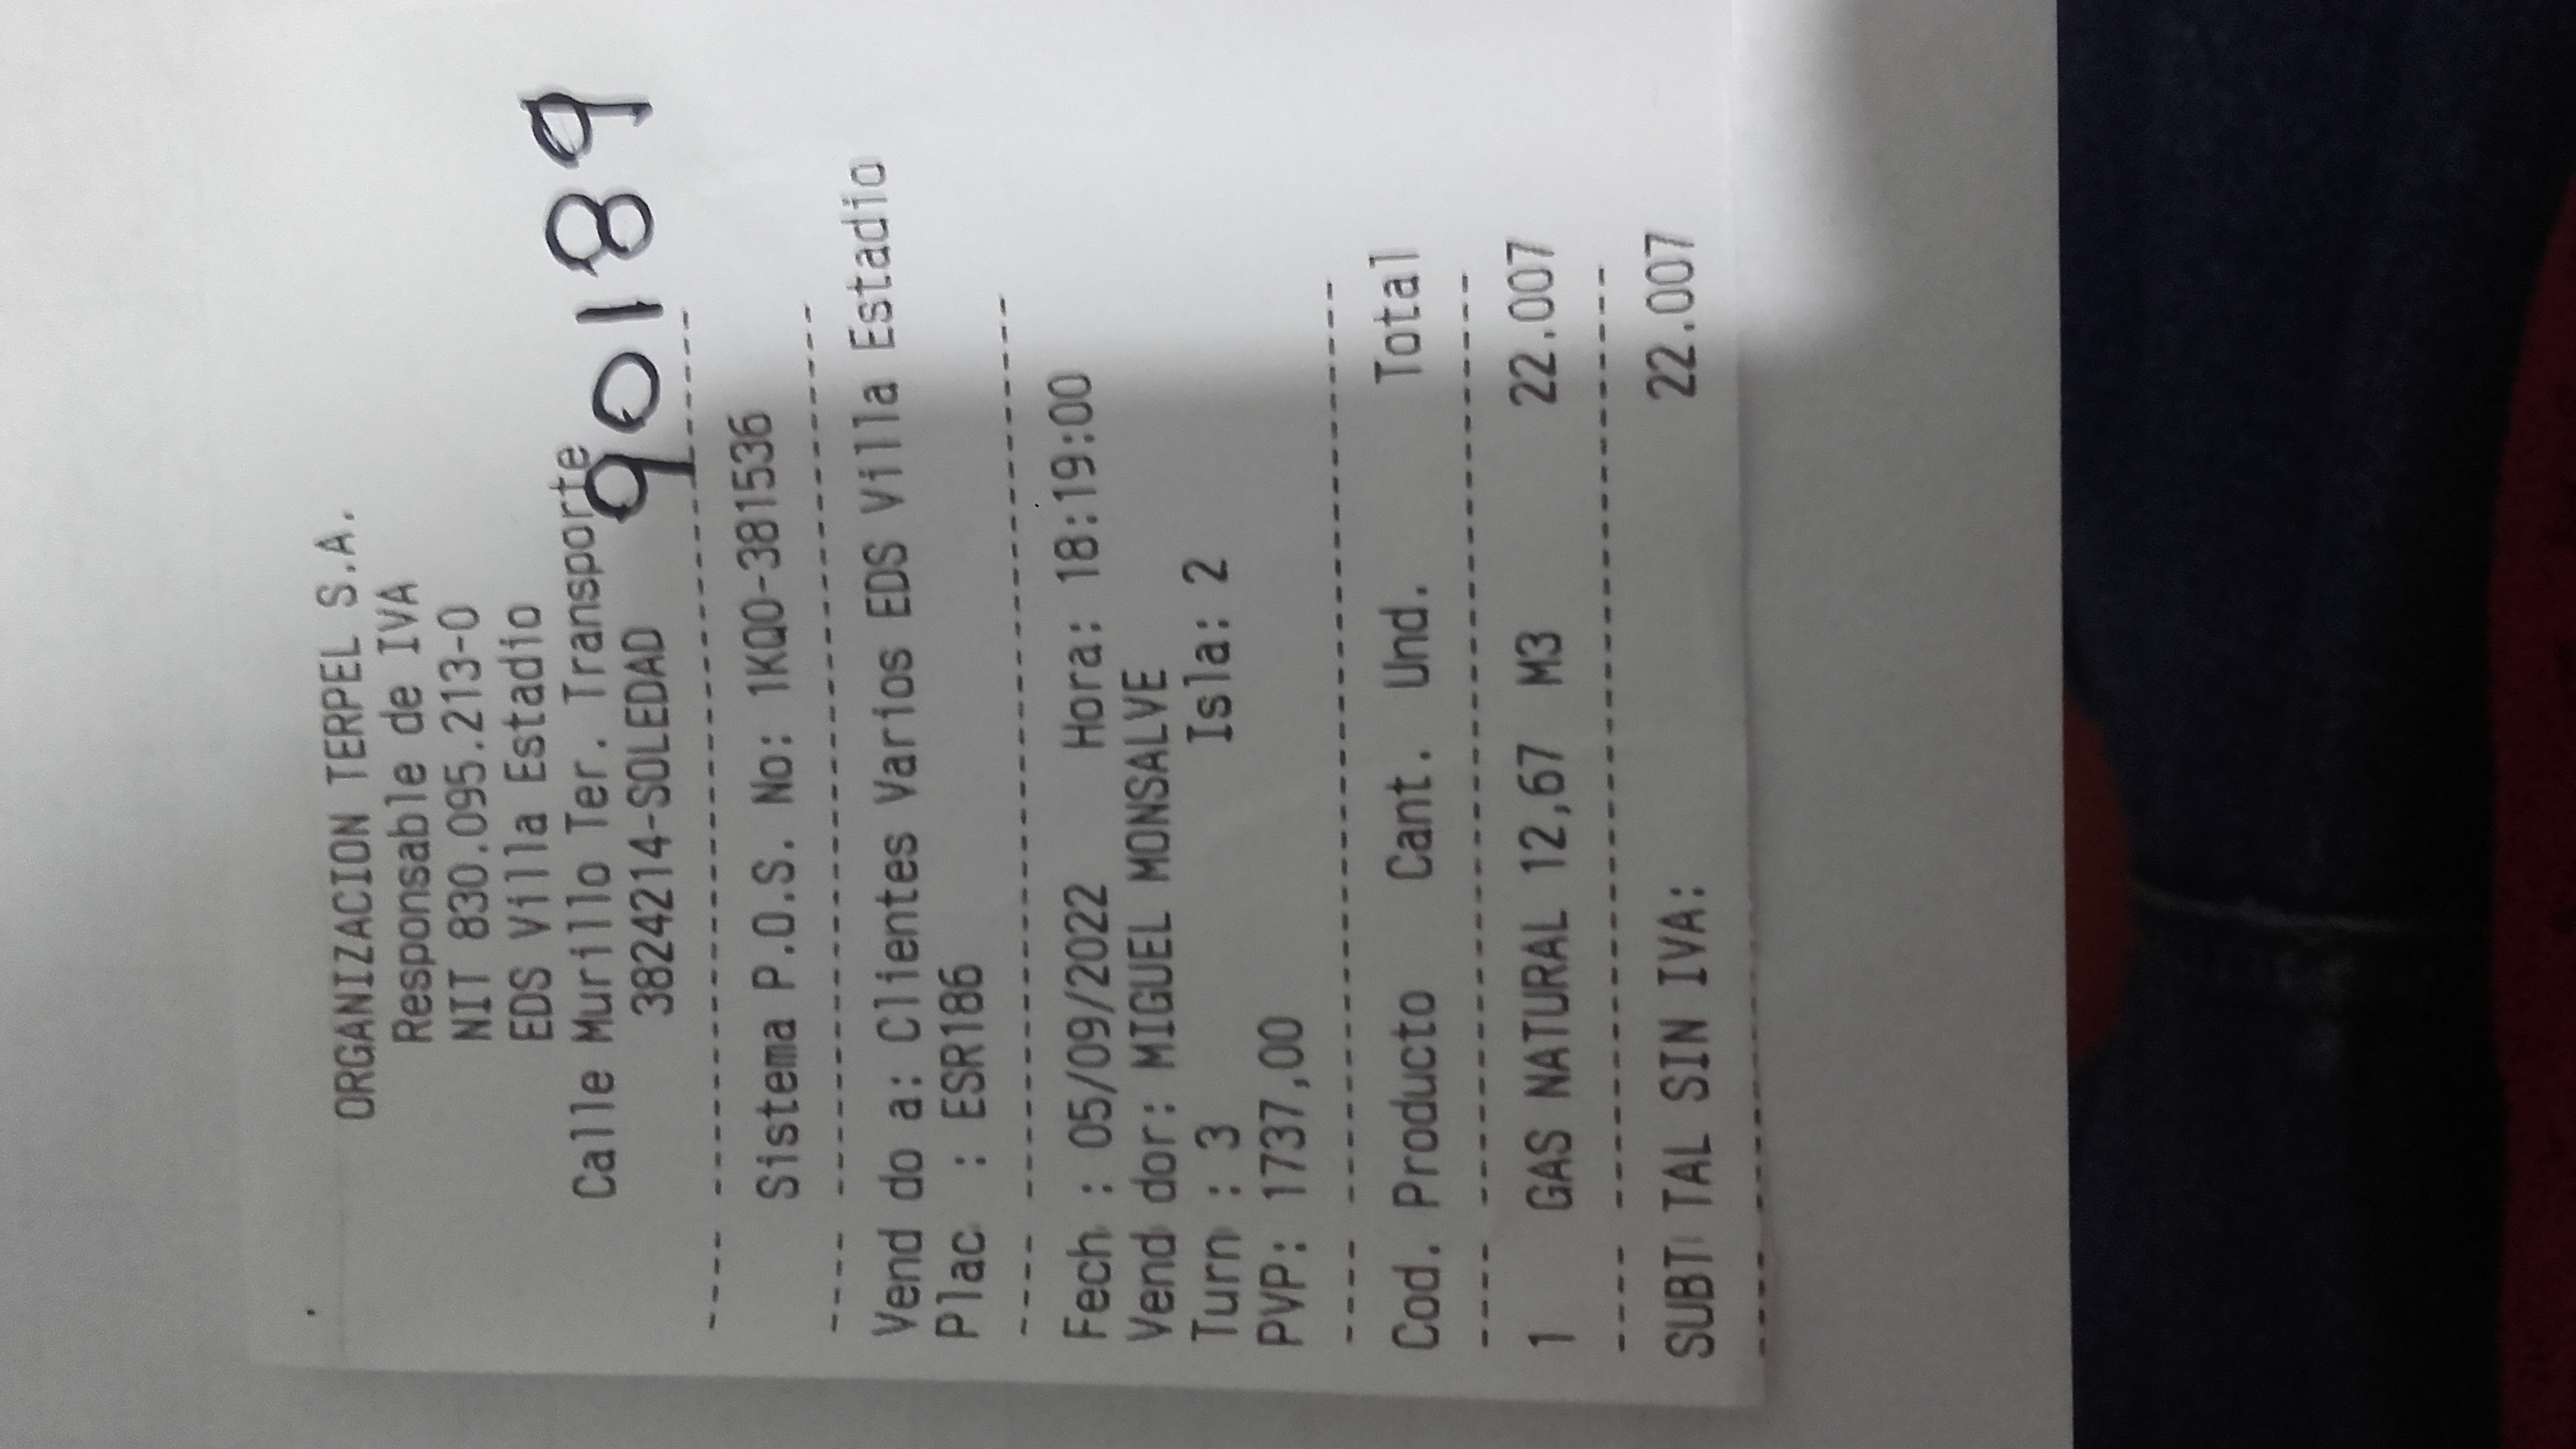 ORGANIZACION TERPEL S.A.
Responsable de IVA
NIT 830.095.213-0
EDS Villa Estadio
Calle Murillo Ter. Transporte
3824214-SOLEDAD
90189
--------------------------------
Sistema P.O.S. No: 1KQ0-381536
--------------------------------
Vend do a: Clientes Varios EDS Villa Estadio
Plac : ESR186
--------------------------------
Fech : 05/09/2022 Hora: 18:19:00
Vend dor: MIGUEL MONSALVE
Turn : 3 Isla: 2
PVP: 1737,00
--------------------------------
Cod. Producto Cant. Und. Total
--------------------------------
1 GAS NATURAL 12,67 M3 22.007
--------------------------------
SUBT TAL SIN IVA: 22.007